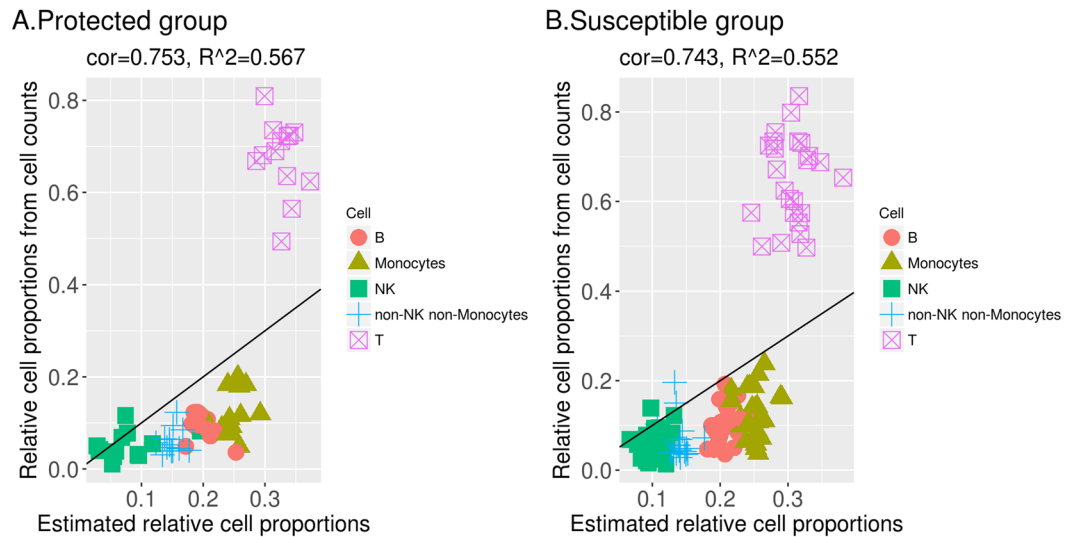 A.Protected group
cor=0.753, R^2=0.567
Relative cell proportions from cell counts
0.8
0.6
0.4
0.2
0.0
0.1
0.2
0.3
Estimated relative cell proportions
Cell
B
Monocytes
NK
non-NK non-Monocytes
T
B.Susceptible group
cor=0.743, R^2=0.552
Relative cell proportions from cell counts
0.8
0.6
0.4
0.2
0.0
0.1
0.2
0.3
Estimated relative cell proportions
Cell
B
Monocytes
NK
non-NK non-Monocytes
T